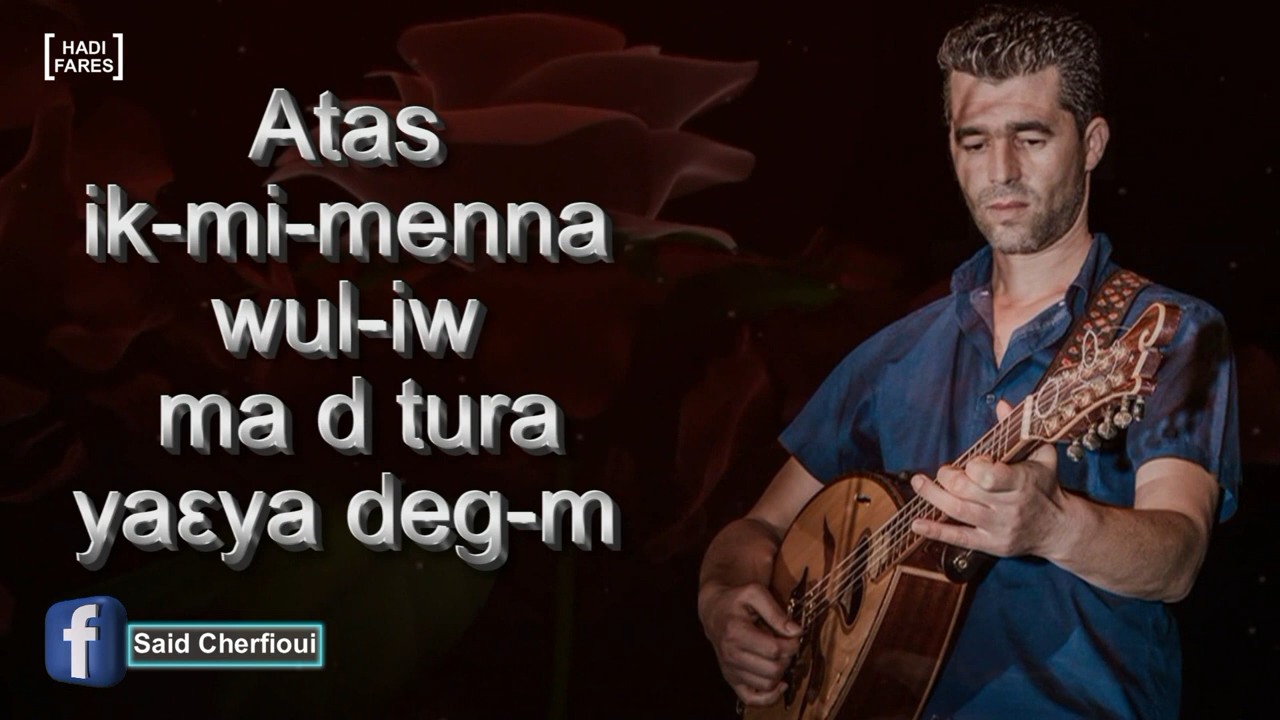 [HADI
FARES]
Atas
ik-mi-menna
wul-iw
ma d tura
yaɛya deg-m
f Said Cherfioui